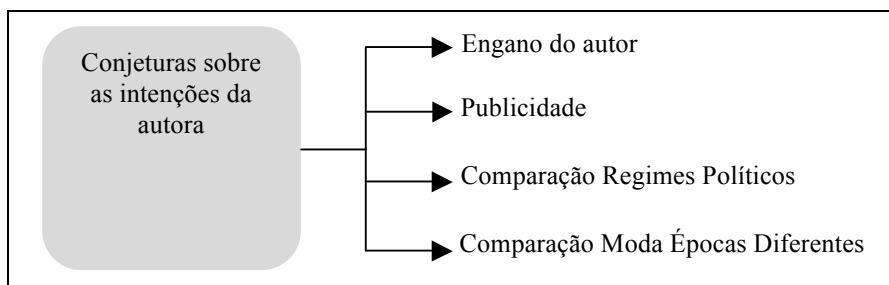 Conjeturas sobre
as intenções da
autora
Engano do autor
Publicidade
Comparação Regimes Políticos
Comparação Moda Épocas Diferentes